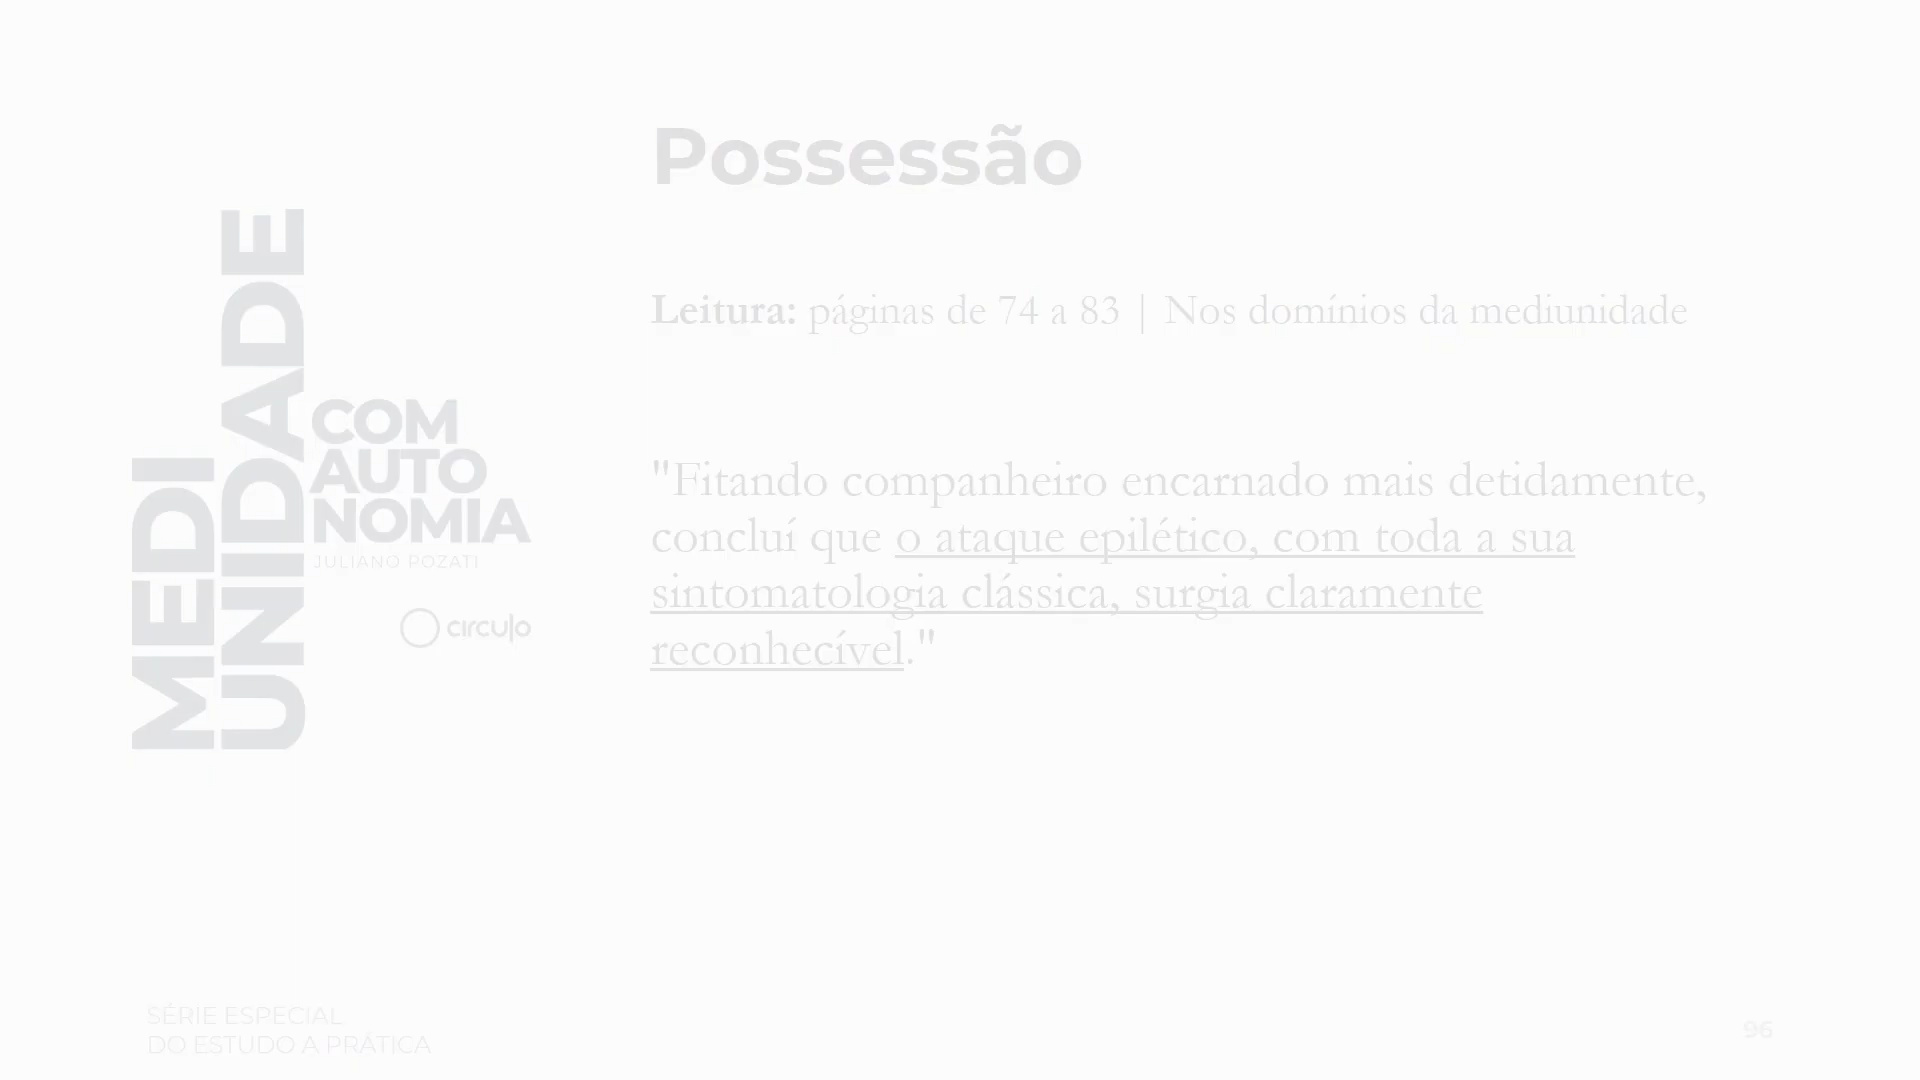 Possessão
Leitura: páginas de 74 a 83 | Nos domínios da mediunidade
"Fitando companheiro encarnado mais detidamente,
concluí que o ataque epilético, com toda a sua
sintomatologia clássica, surgia claramente
reconhecível."
MEDI
UNIDADE
COM
AUTO
NOMIA
JULIANO POZATI
circulo
SÉRIE ESPECIAL
DO ESTUDO A PRÁTICA
96